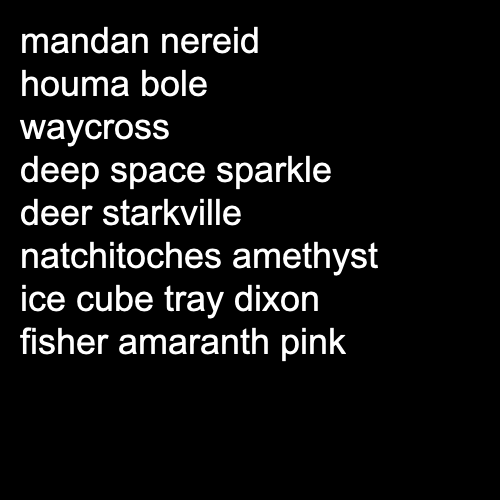 mandan nereid
houma bole
waycross
deep space sparkle
deer starkville
natchitoches amethyst
ice cube tray dixon
fisher amaranth pink